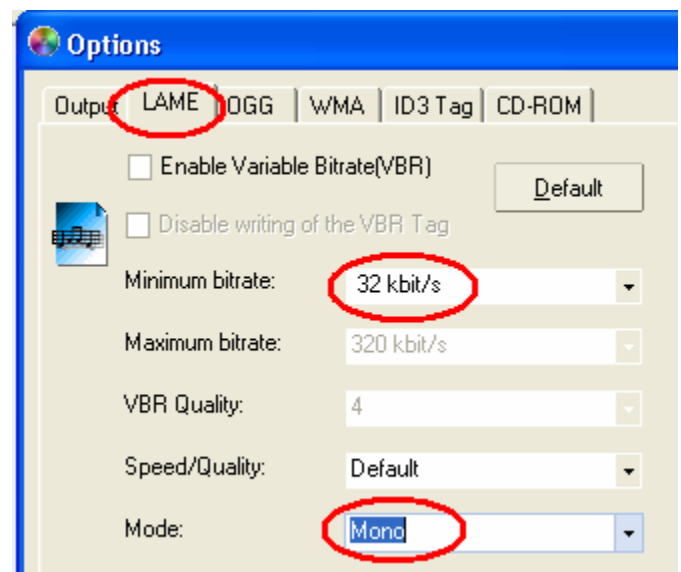 Options
Output LAME OGG WMA ID3 Tag CD-ROM
Enable Variable Bitrate(VBR)
Default
Disable writing of the VBR Tag
Minimum bitrate: 32 kbit/s
Maximum bitrate: 320 kbit/s
VBR Quality: 4
Speed/Quality: Default
Mode: Mono